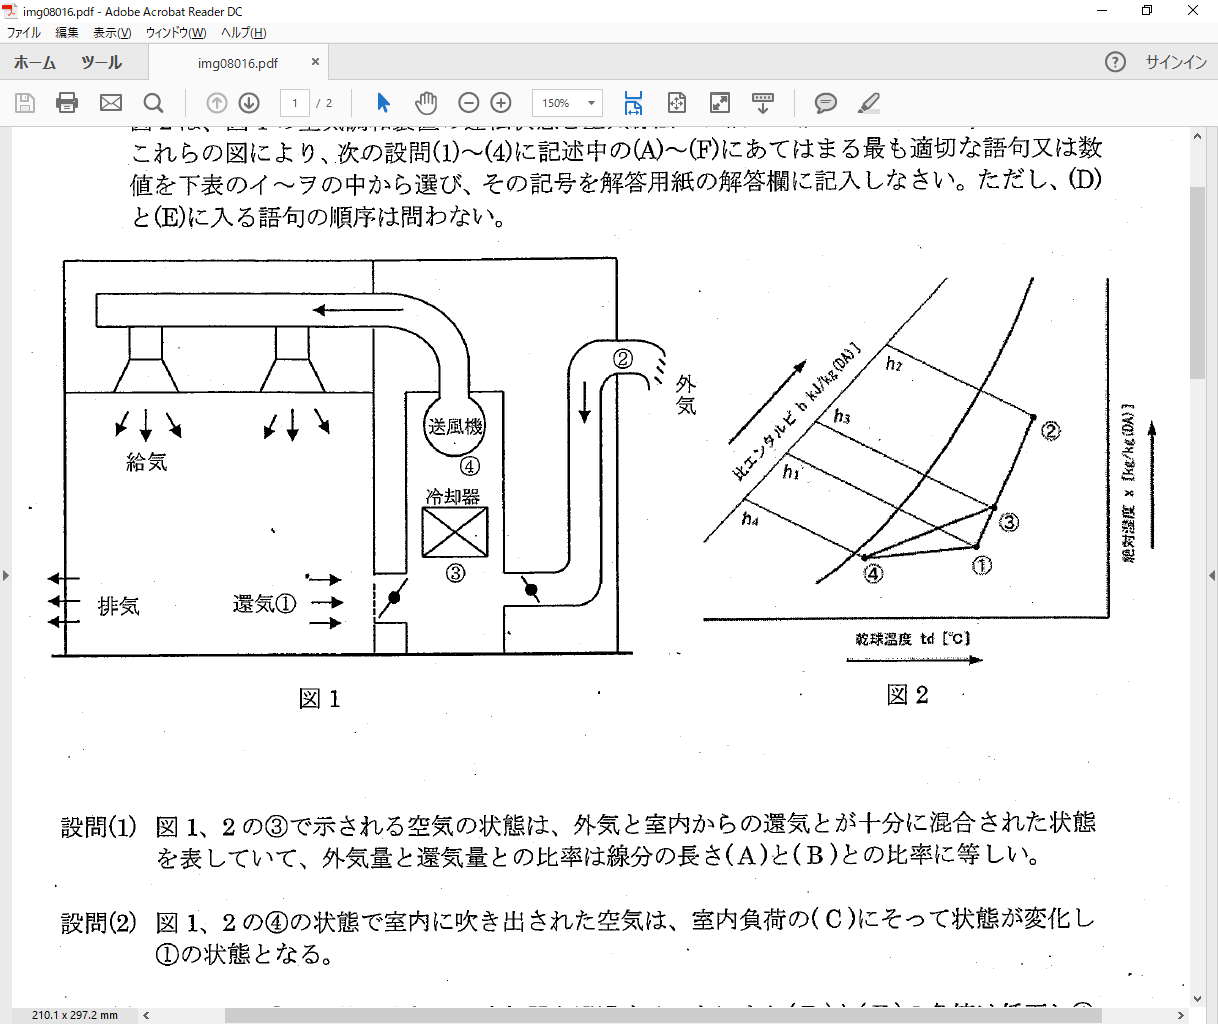 img08016.pdf - Adobe Acrobat Reader DC
ファイル 編集 表示(V) ウィンドウ(W) ヘルプ(H)
ホーム ツール img08016.pdf × サインイン
1 / 2 150%
これらの図により、次の設問(1)～(4)に記述中の(A)～(F)にあてはまる最も適切な語句又は数
値を下表のイ～ヲの中から選び、その記号を解答用紙の解答欄に記入しなさい。ただし、(D)
と(E)に入る語句の順序は問わない。
②
外気
送風機
④
給気
冷却器
③
排気
還気①
図1
比エンタルピ h kJ/kg(DA)]
h2
h3
h1
h4
②
③
①
④
絶対湿度 x [kg/kg(DA)]
乾球温度 td [℃]
図2
設問(1) 図1、2の③で示される空気の状態は、外気と室内からの還気とが十分に混合された状態
を表していて、外気量と還気量との比率は線分の長さ(A)と(B)との比率に等しい。
設問(2) 図1、2の④の状態で室内に吹き出された空気は、室内負荷の(C)にそって状態が変化し
①の状態となる。
210.1 x 297.2 mm